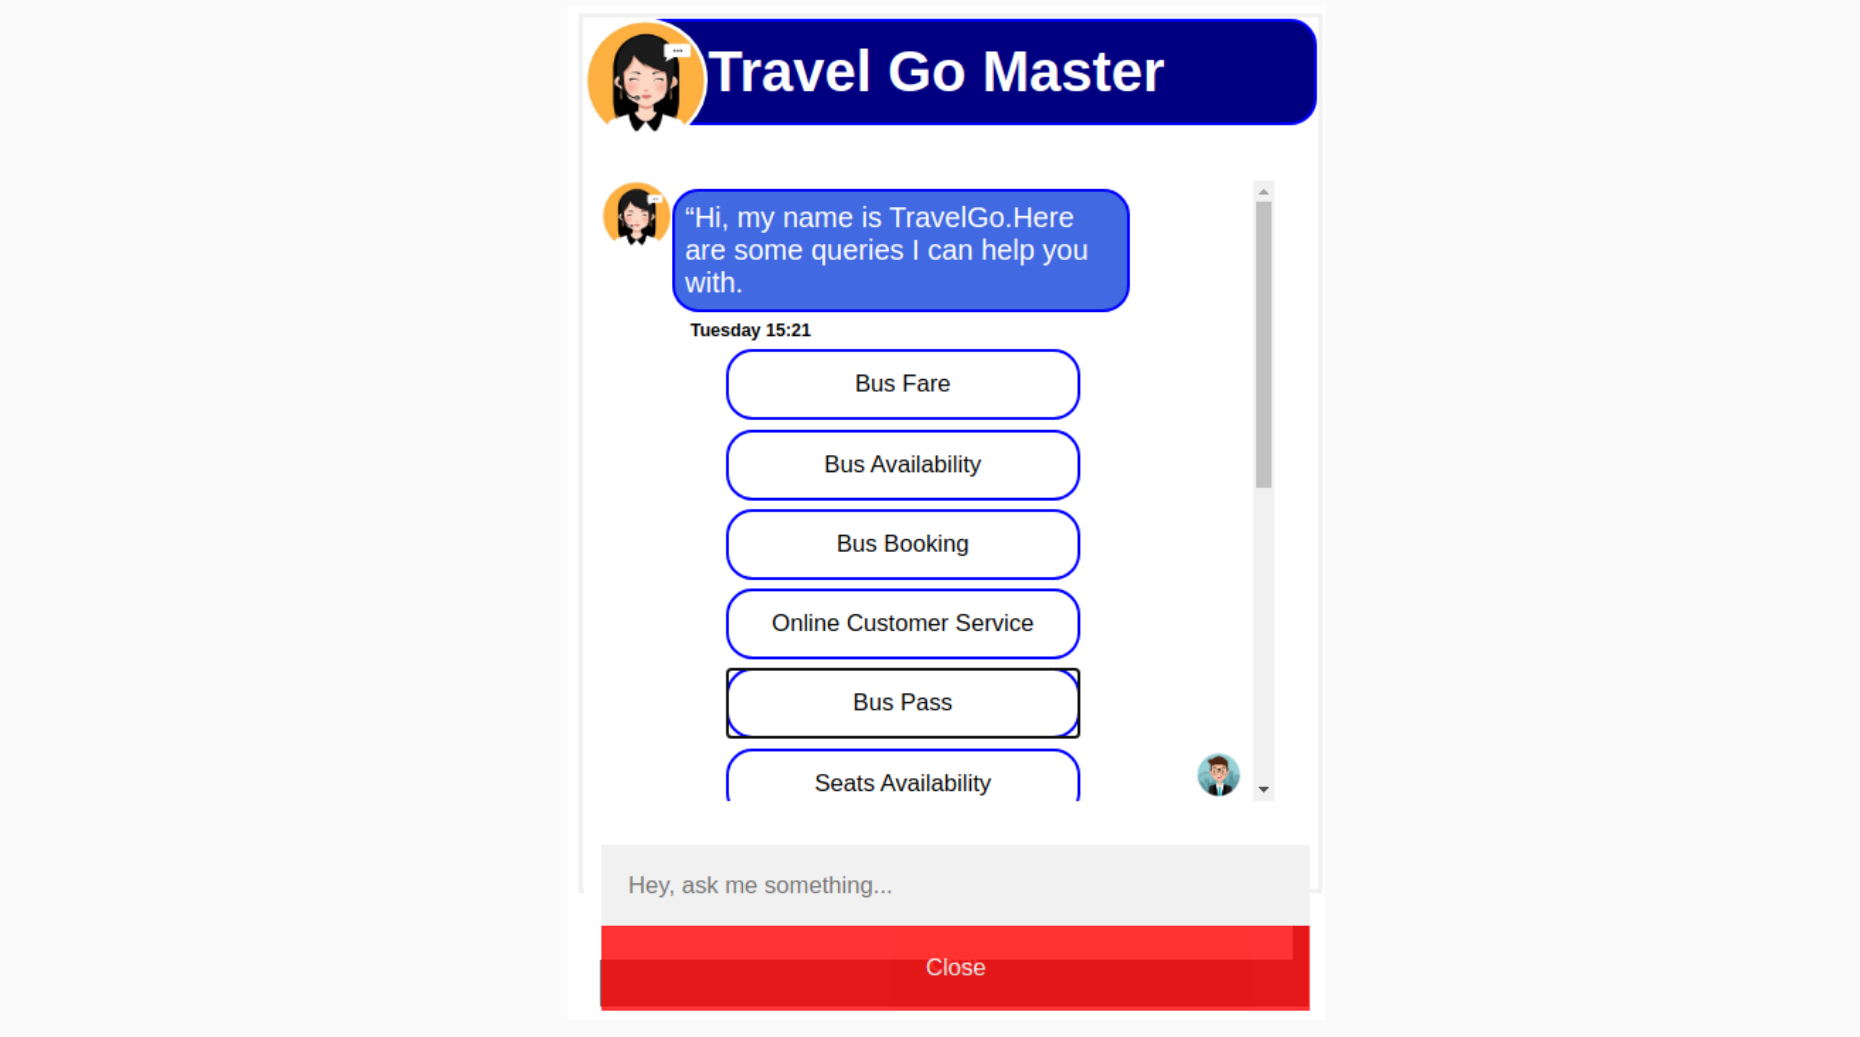 Travel Go Master
“Hi, my name is TravelGo.Here
are some queries I can help you
with.
Tuesday 15:21
Bus Fare
Bus Availability
Bus Booking
Online Customer Service
Bus Pass
Seats Availability
Hey, ask me something...
Close